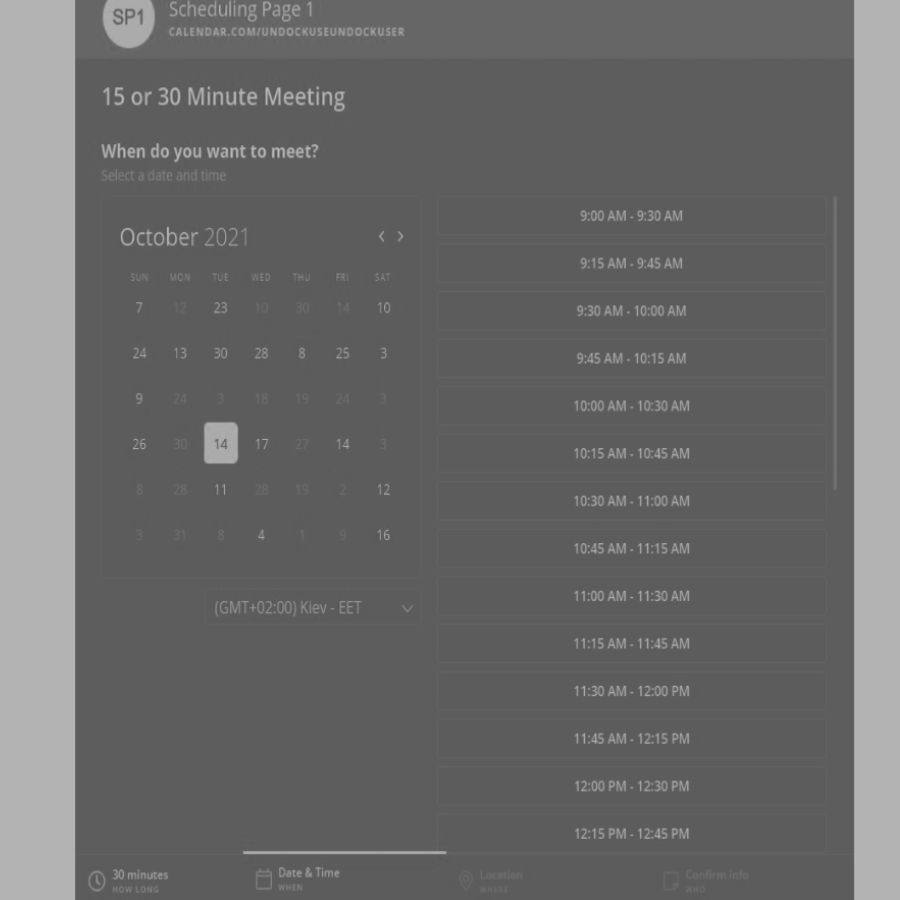 SP1
Scheduling Page 1
CALENDAR.COM/UNDOCKUSEUNDOCKUSER
15 or 30 Minute Meeting
When do you want to meet?
Select a date and time
October 2021
SUN MON TUE WED THU FRI SAT
7 12 23 10 30 14 10
24 13 30 28 8 25 3
9 24 3 18 19 24 3
26 30 14 17 27 14 3
8 28 11 28 19 2 12
3 31 8 4 1 9 16
(GMT+02:00) Kiev - EET
9:00 AM - 9:30 AM
9:15 AM - 9:45 AM
9:30 AM - 10:00 AM
9:45 AM - 10:15 AM
10:00 AM - 10:30 AM
10:15 AM - 10:45 AM
10:30 AM - 11:00 AM
10:45 AM - 11:15 AM
11:00 AM - 11:30 AM
11:15 AM - 11:45 AM
11:30 AM - 12:00 PM
11:45 AM - 12:15 PM
12:00 PM - 12:30 PM
12:15 PM - 12:45 PM
30 minutes
HOW LONG
Date & Time
WHEN
Location
WHERE
Confirm info
WHO